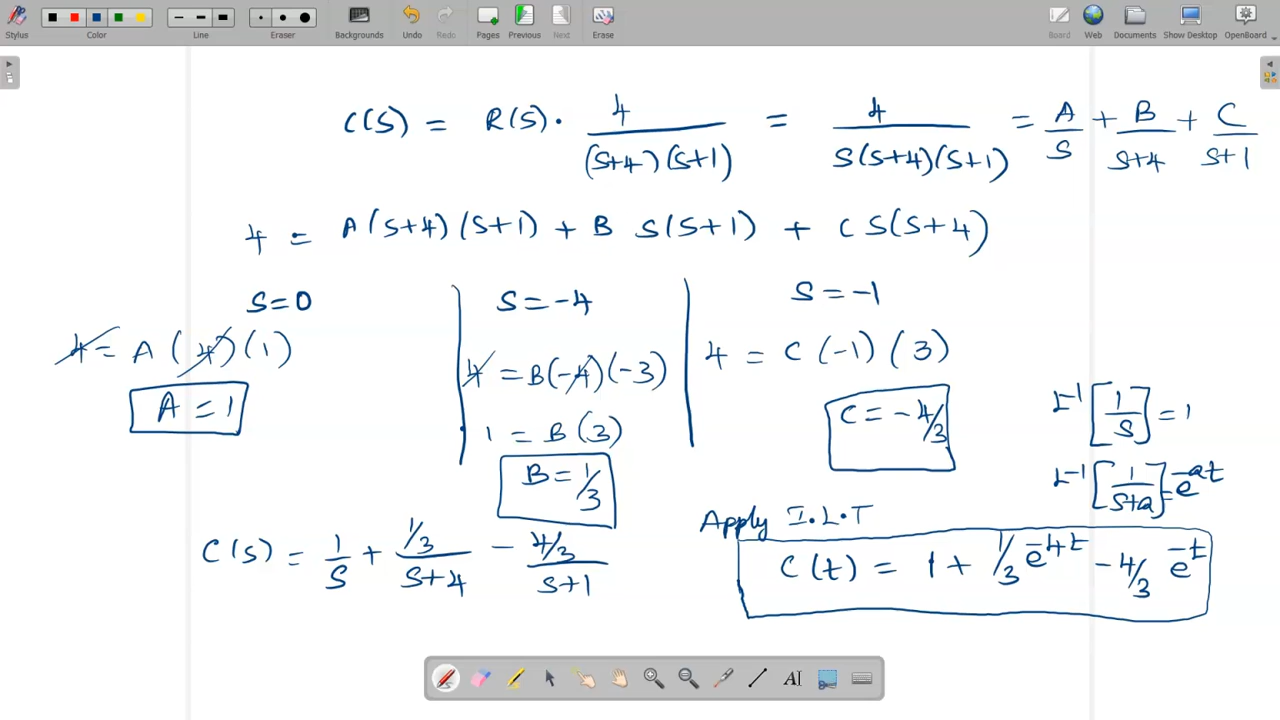 Stylus Color Line Eraser Backgrounds Undo Redo Pages Previous Next Erase Board Web Documents Show Desktop OpenBoard
C(S) = R(S) · 4/((S+4)(S+1)) = 4/(S(S+4)(S+1)) = A/S + B/(S+4) + C/(S+1)
4 = A(S+4)(S+1) + B S(S+1) + C S(S+4)
S=0
4 = A(4)(1)
A = 1
S = -4
4 = B(-4)(-3)
1 = B(3)
B = 1/3
S = -1
4 = C(-1)(3)
C = -4/3
L⁻¹[1/S] = 1
L⁻¹[1/(S+a)] = e^-at
C(S) = 1/S + (1/3)/(S+4) - (4/3)/(S+1)
Apply I.L.T
C(t) = 1 + 1/3 e^-4t - 4/3 e^-t